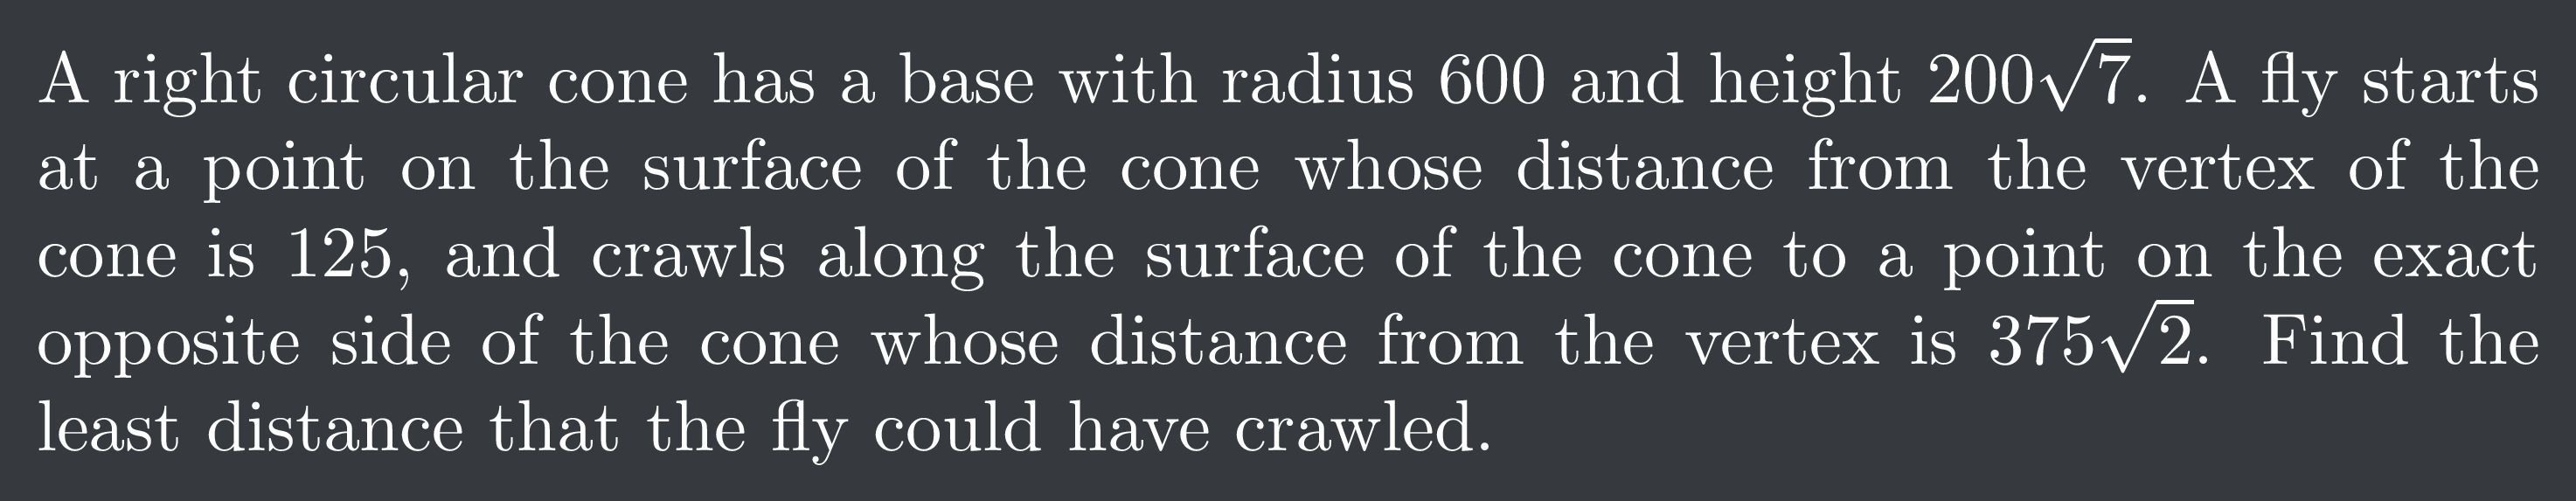 A right circular cone has a base with radius 600 and height 200√7. A fly starts
at a point on the surface of the cone whose distance from the vertex of the
cone is 125, and crawls along the surface of the cone to a point on the exact
opposite side of the cone whose distance from the vertex is 375√2. Find the
least distance that the fly could have crawled.